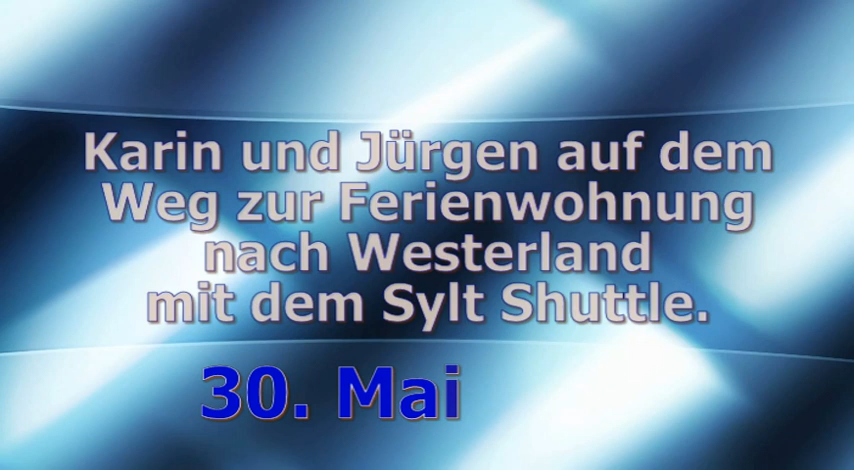 Karin und Jürgen auf dem
Weg zur Ferienwohnung
nach Westerland
mit dem Sylt Shuttle.
30. Mai